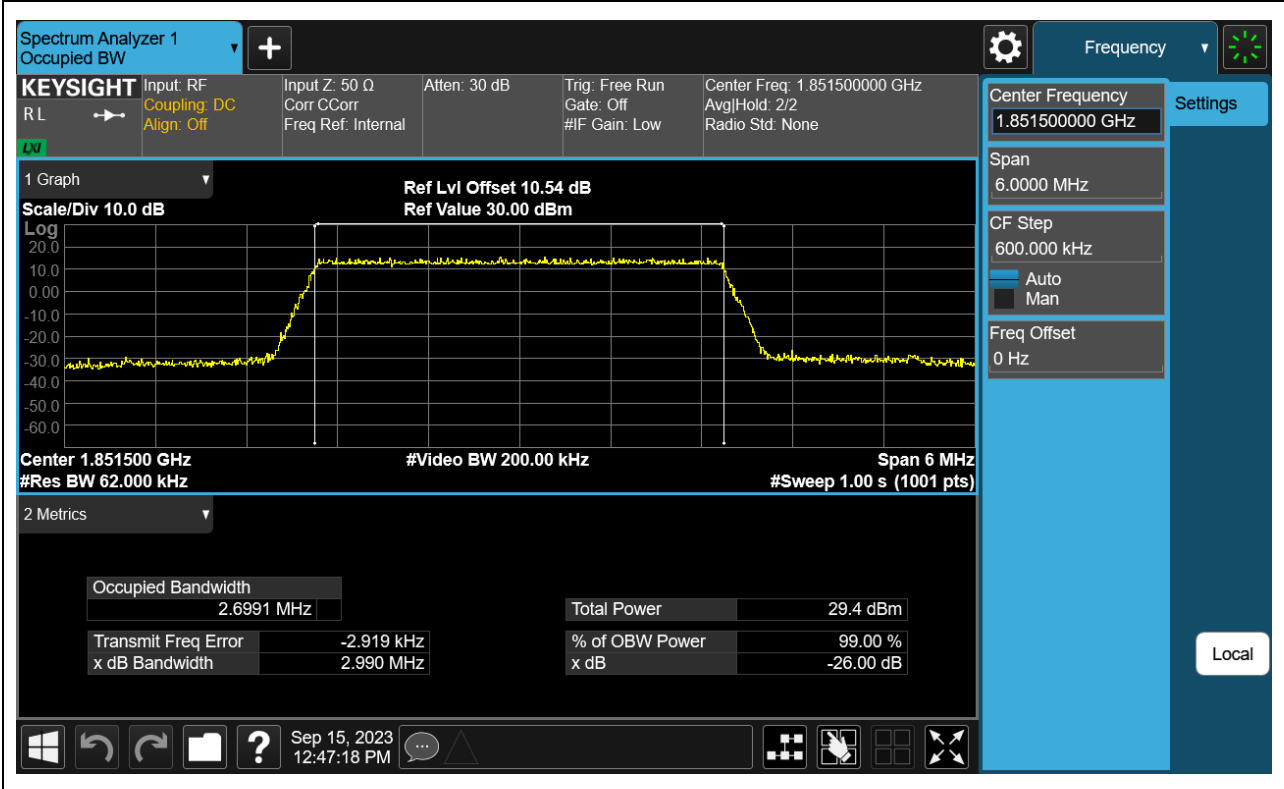 Spectrum Analyzer 1
Occupied BW
+
Frequency
KEYSIGHT
R L
LXI
Input: RF
Coupling: DC
Align: Off
Input Z: 50 Ω
Corr CCorr
Freq Ref: Internal
Atten: 30 dB
Trig: Free Run
Gate: Off
#IF Gain: Low
Center Freq: 1.851500000 GHz
Avg|Hold: 2/2
Radio Std: None
Center Frequency
1.851500000 GHz
Settings
Span
6.0000 MHz
CF Step
600.000 kHz
Auto
Man
Freq Offset
0 Hz
Local
1 Graph
Scale/Div 10.0 dB
Ref Lvl Offset 10.54 dB
Ref Value 30.00 dBm
Log
20.0
10.0
0.00
-10.0
-20.0
-30.0
-40.0
-50.0
-60.0
Center 1.851500 GHz
#Video BW 200.00 kHz
Span 6 MHz
#Res BW 62.000 kHz
#Sweep 1.00 s (1001 pts)
2 Metrics
Occupied Bandwidth
2.6991 MHz
Total Power 29.4 dBm
Transmit Freq Error -2.919 kHz
% of OBW Power 99.00 %
x dB Bandwidth 2.990 MHz
x dB -26.00 dB
?
Sep 15, 2023
12:47:18 PM